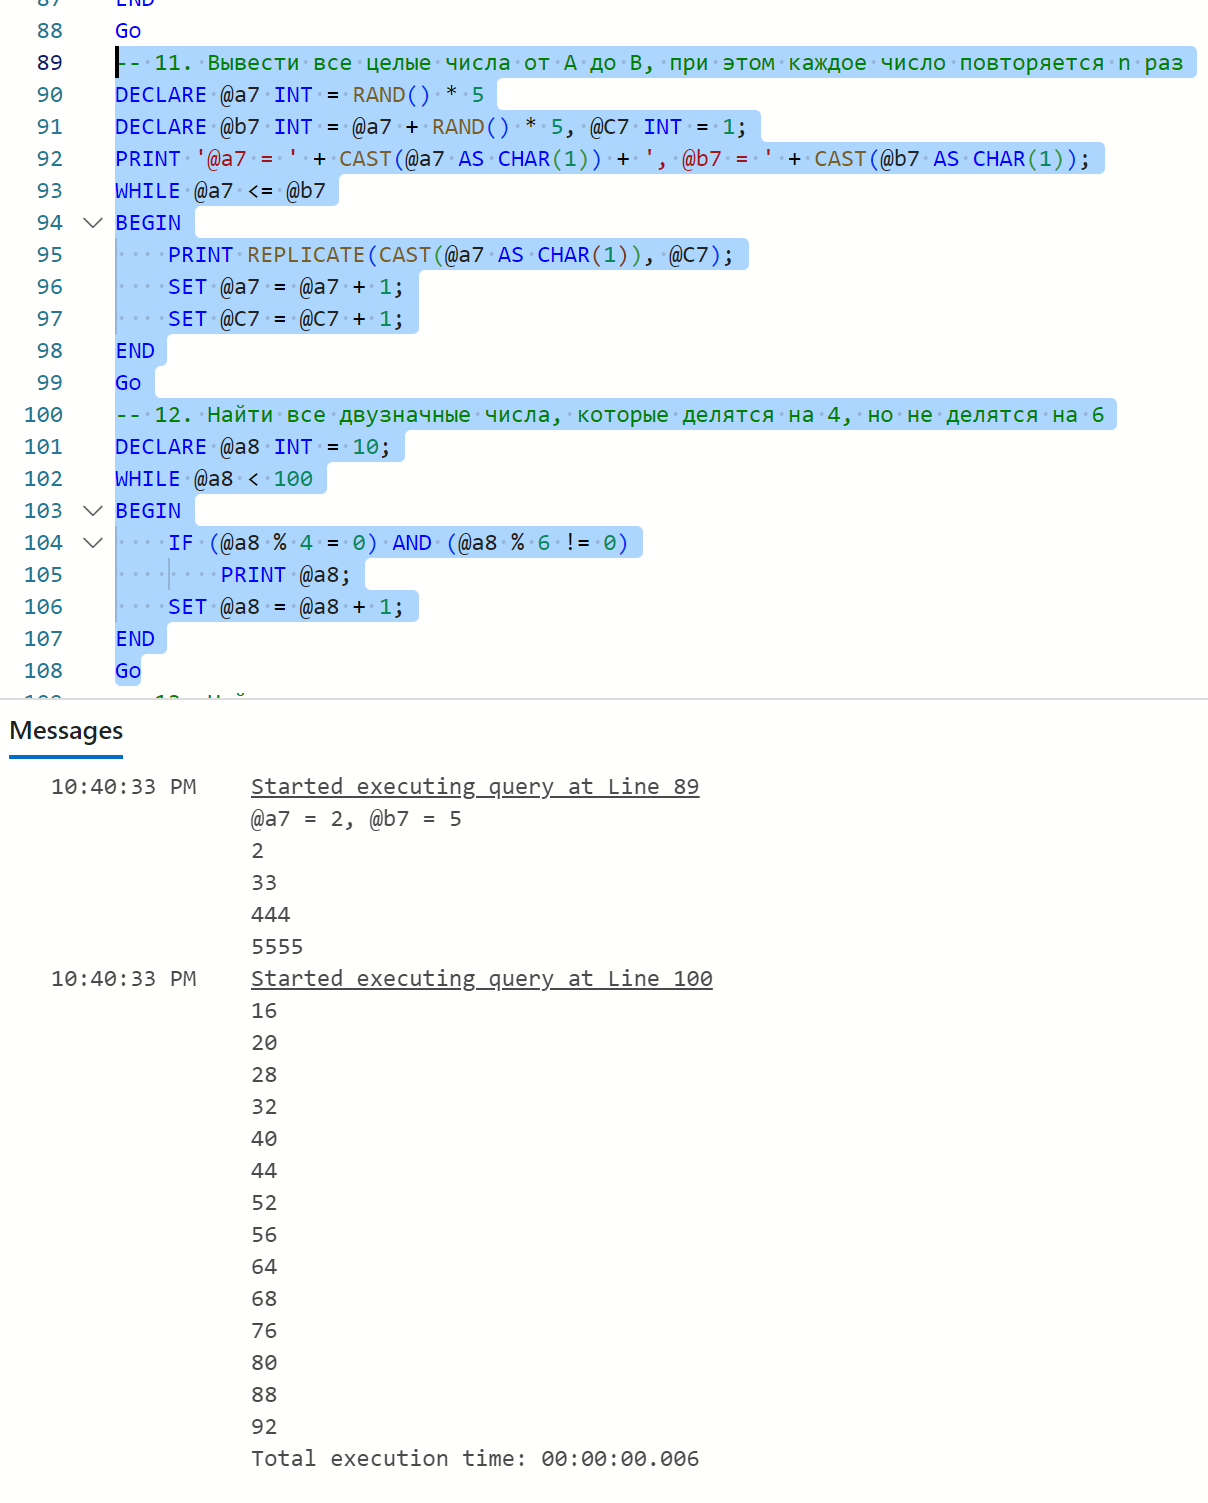 87 END
88 Go
89 -- 11. Вывести все целые числа от A до B, при этом каждое число повторяется n раз
90 DECLARE @a7 INT = RAND() * 5
91 DECLARE @b7 INT = @a7 + RAND() * 5, @C7 INT = 1;
92 PRINT '@a7 = ' + CAST(@a7 AS CHAR(1)) + ', @b7 = ' + CAST(@b7 AS CHAR(1));
93 WHILE @a7 <= @b7
94 BEGIN
95 PRINT REPLICATE(CAST(@a7 AS CHAR(1)), @C7);
96 SET @a7 = @a7 + 1;
97 SET @C7 = @C7 + 1;
98 END
99 Go
100 -- 12. Найти все двузначные числа, которые делятся на 4, но не делятся на 6
101 DECLARE @a8 INT = 10;
102 WHILE @a8 < 100
103 BEGIN
104 IF (@a8 % 4 = 0) AND (@a8 % 6 != 0)
105 PRINT @a8;
106 SET @a8 = @a8 + 1;
107 END
108 Go
Messages
10:40:33 PM Started executing query at Line 89
@a7 = 2, @b7 = 5
2
33
444
5555
10:40:33 PM Started executing query at Line 100
16
20
28
32
40
44
52
56
64
68
76
80
88
92
Total execution time: 00:00:00.006